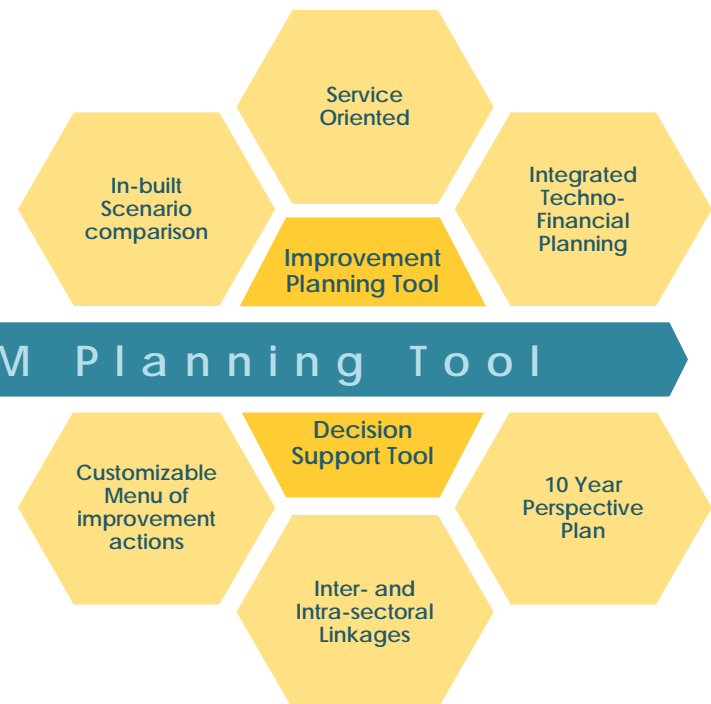 Service
Oriented
In-built
Scenario
comparison
Integrated
Techno-
Financial
Planning
Improvement
Planning Tool
M Planning Tool
Decision
Support Tool
Customizable
Menu of
improvement
actions
10 Year
Perspective
Plan
Inter- and
Intra-sectoral
Linkages